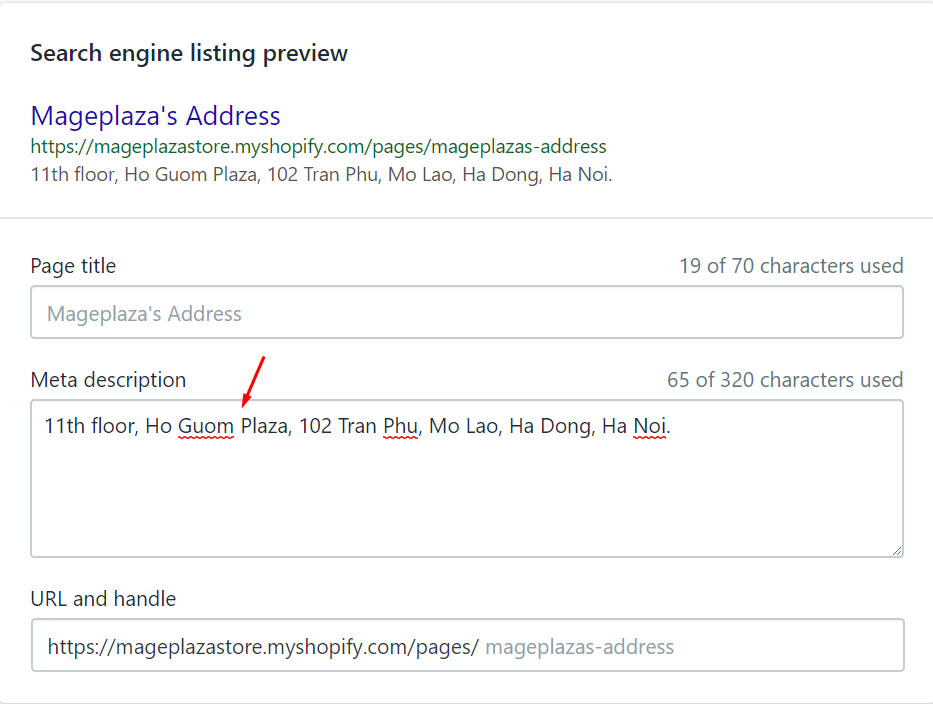 Search engine listing preview
Mageplaza's Address
https://mageplazastore.myshopify.com/pages/mageplazas-address
11th floor, Ho Guom Plaza, 102 Tran Phu, Mo Lao, Ha Dong, Ha Noi.
Page title 19 of 70 characters used
Mageplaza's Address
Meta description 65 of 320 characters used
11th floor, Ho Guom Plaza, 102 Tran Phu, Mo Lao, Ha Dong, Ha Noi.
URL and handle
https://mageplazastore.myshopify.com/pages/ mageplazas-address